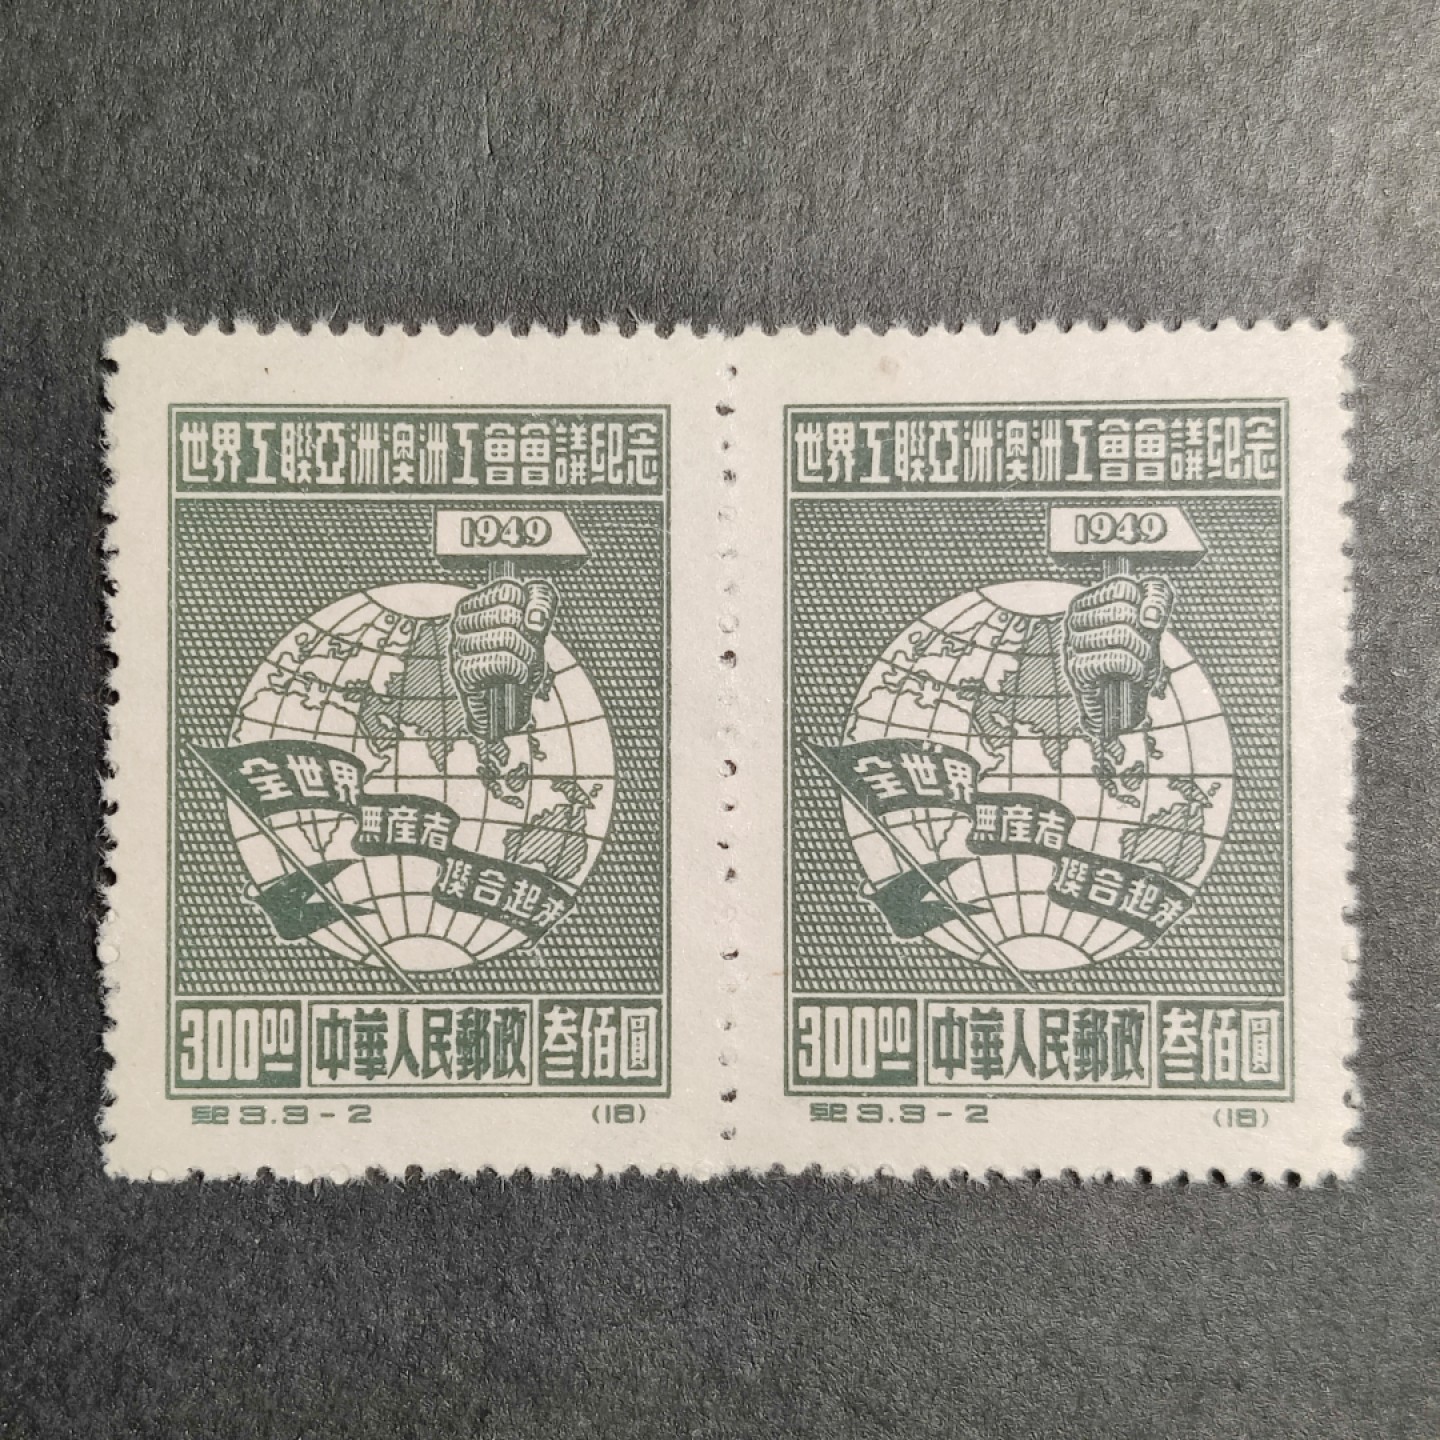 世界工聯亞洲澳洲工會會議紀念
1949
全世界
無產者
聯合起來
300.00 中華人民郵政 叁佰圓
紀3.3-2 (18)
世界工聯亞洲澳洲工會會議紀念
1949
全世界
無產者
聯合起來
300.00 中華人民郵政 叁佰圓
紀3.3-2 (18)